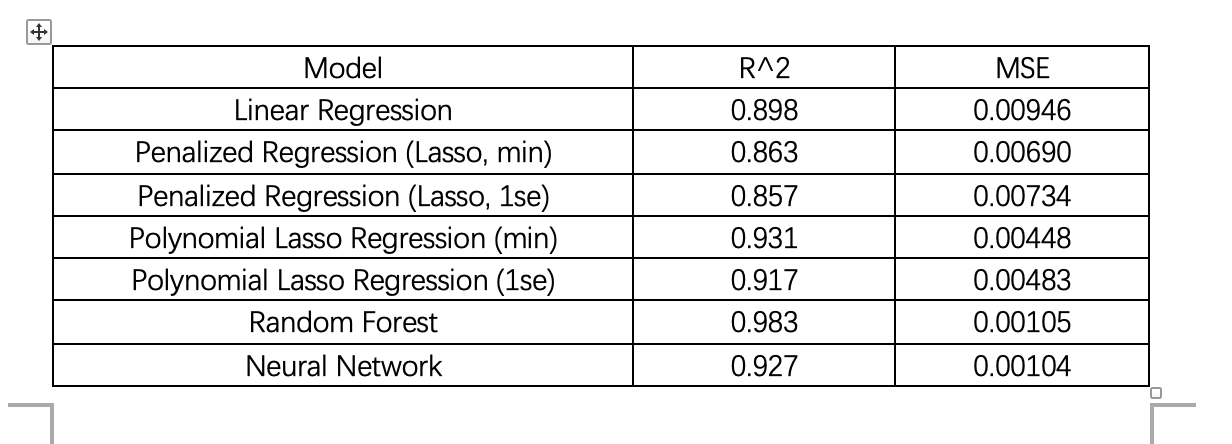 Model R^2 MSE
Linear Regression 0.898 0.00946
Penalized Regression (Lasso, min) 0.863 0.00690
Penalized Regression (Lasso, 1se) 0.857 0.00734
Polynomial Lasso Regression (min) 0.931 0.00448
Polynomial Lasso Regression (1se) 0.917 0.00483
Random Forest 0.983 0.00105
Neural Network 0.927 0.00104